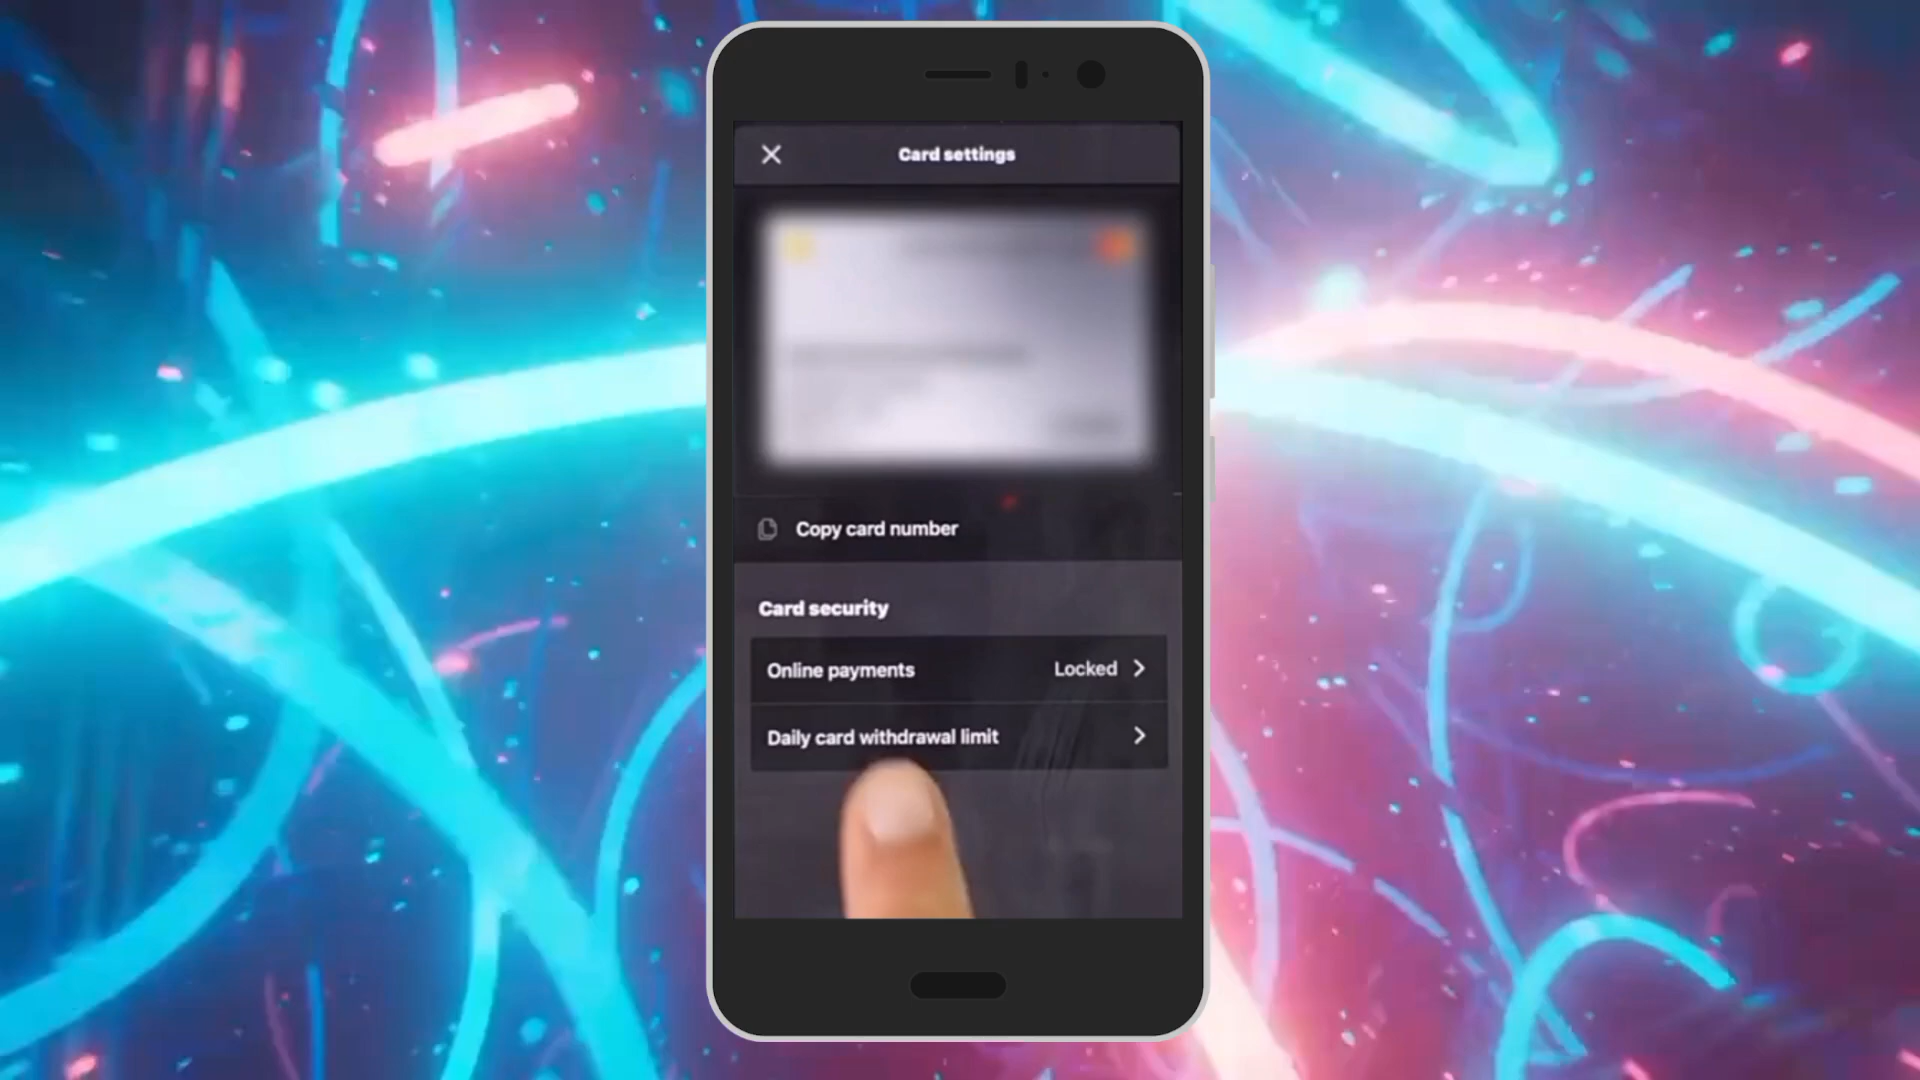 Card settings
Copy card number
Card security
Online payments Locked
Daily card withdrawal limit